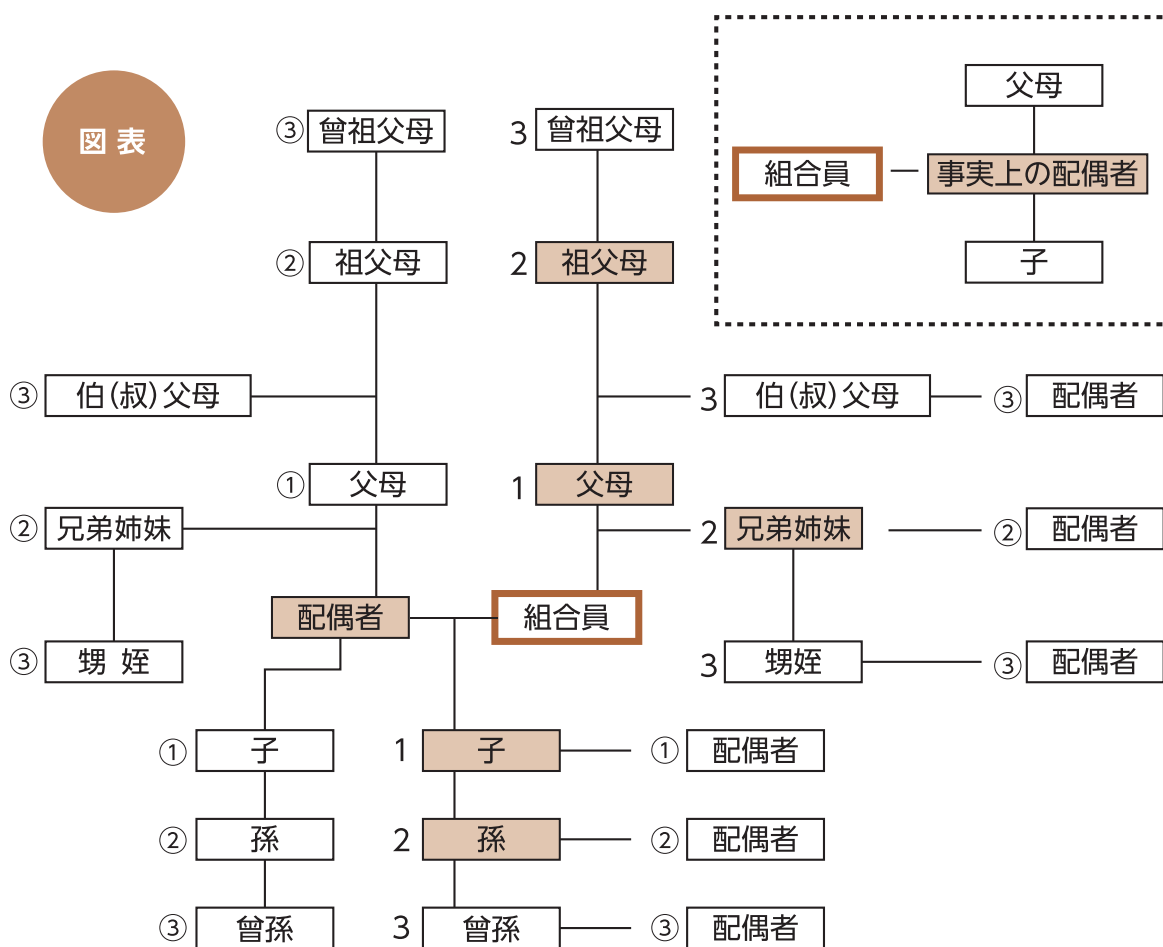 図表
③ 曾祖父母
3 曾祖父母
父母
組合員
事実上の配偶者
子
② 祖父母
2 祖父母
③ 伯(叔)父母
3 伯(叔)父母
③ 配偶者
① 父母
1 父母
② 兄弟姉妹
2 兄弟姉妹
② 配偶者
配偶者
組合員
③ 甥 姪
3 甥姪
③ 配偶者
① 子
1 子
① 配偶者
② 孫
2 孫
② 配偶者
③ 曾孫
3 曾孫
③ 配偶者